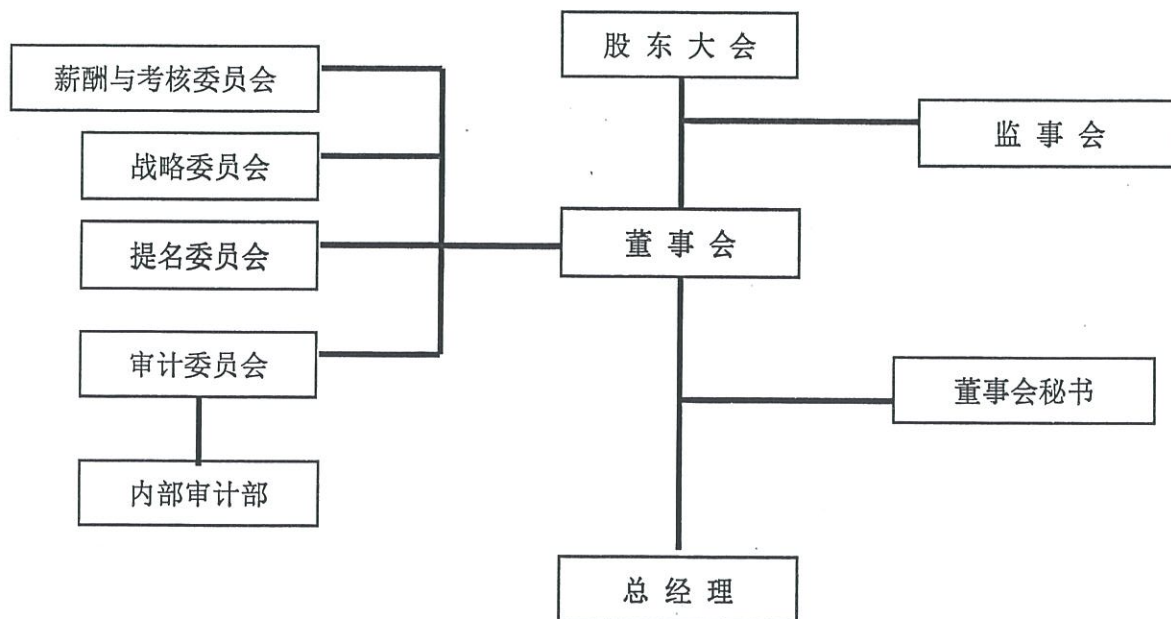 股东大会
薪酬与考核委员会
监事会
战略委员会
董事会
提名委员会
审计委员会
董事会秘书
内部审计部
总经理